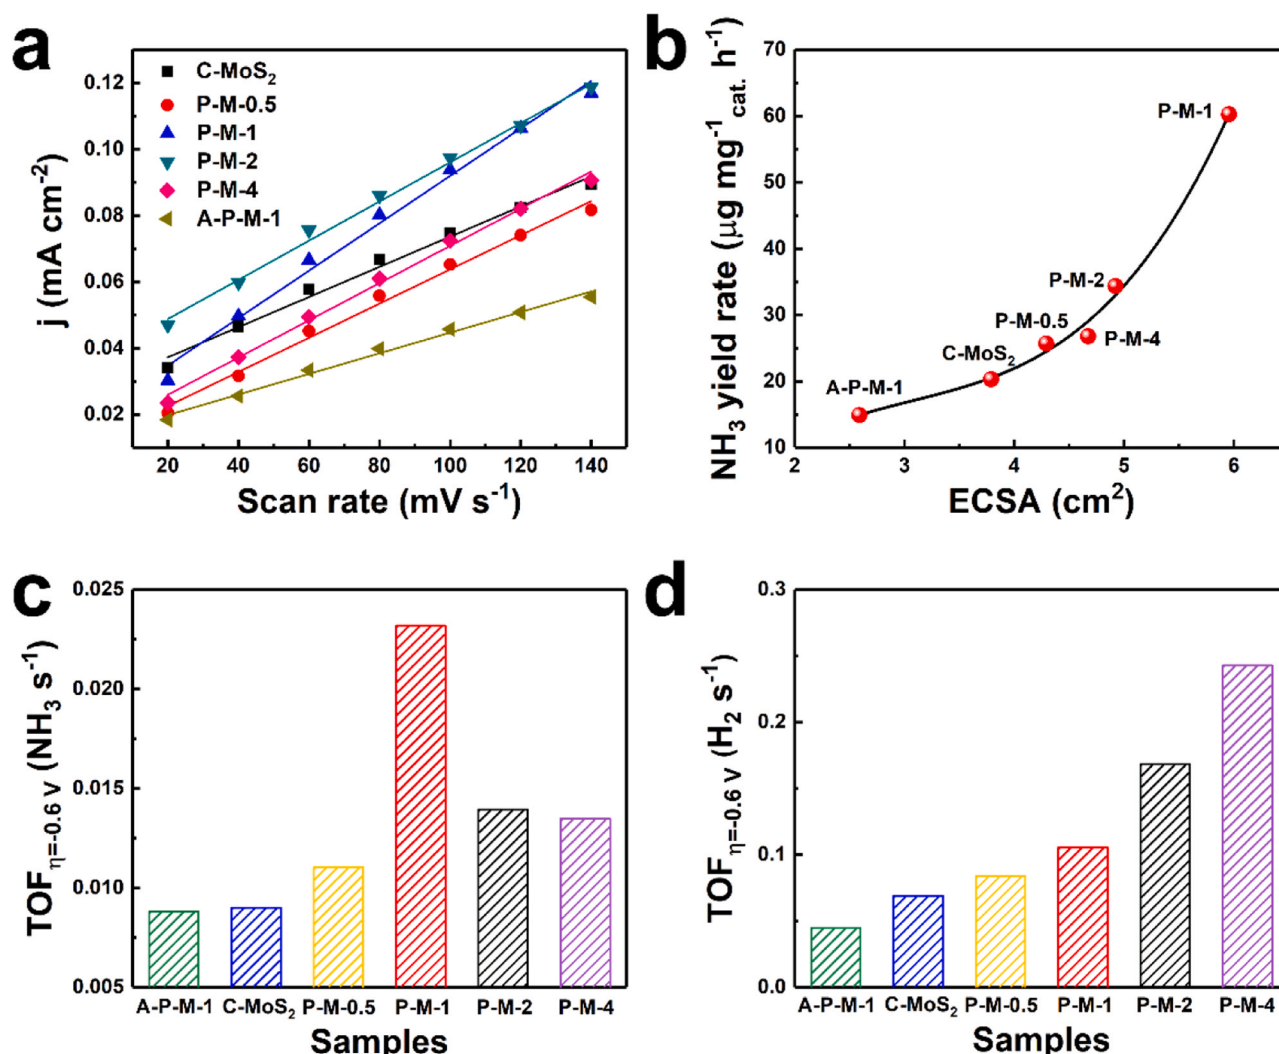 a
0.12
0.10
0.08
0.06
0.04
0.02
j (mA cm⁻²)
C-MoS₂
P-M-0.5
P-M-1
P-M-2
P-M-4
A-P-M-1
20 40 60 80 100 120 140
Scan rate (mV s⁻¹)
b
70
60
50
40
30
20
10
NH₃ yield rate (μg mg⁻¹cat. h⁻¹)
P-M-1
P-M-2
P-M-0.5
P-M-4
C-MoS₂
A-P-M-1
2 3 4 5 6
ECSA (cm²)
c
0.025
0.020
0.015
0.010
0.005
TOFη=-0.6 V (NH₃ s⁻¹)
A-P-M-1 C-MoS₂ P-M-0.5 P-M-1 P-M-2 P-M-4
Samples
d
0.3
0.2
0.1
0.0
TOFη=-0.6 V (H₂ s⁻¹)
A-P-M-1 C-MoS₂ P-M-0.5 P-M-1 P-M-2 P-M-4
Samples